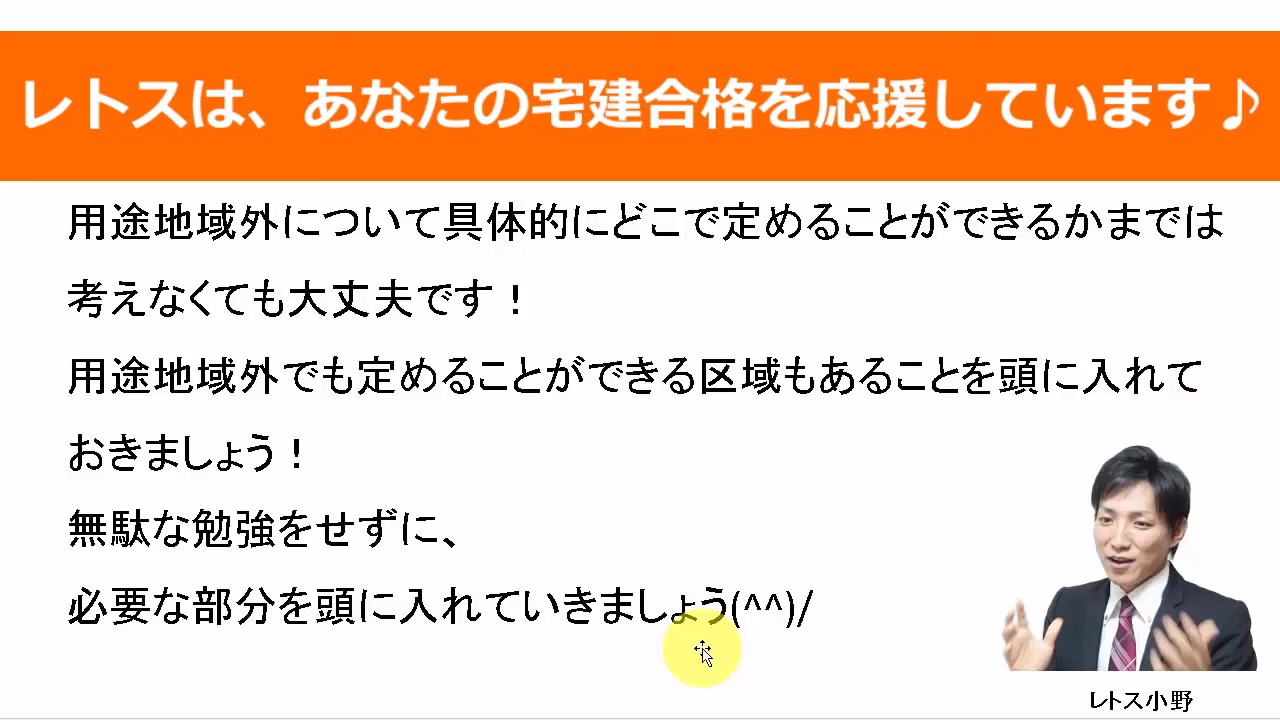 レトスは、あなたの宅建合格を応援しています♪
用途地域外について具体的にどこで定めることができるかまでは
考えなくても大丈夫です！
用途地域外でも定めることができる区域もあることを頭に入れて
おきましょう！
無駄な勉強をせずに、
必要な部分を頭に入れていきましょう(^^)/
レトス小野